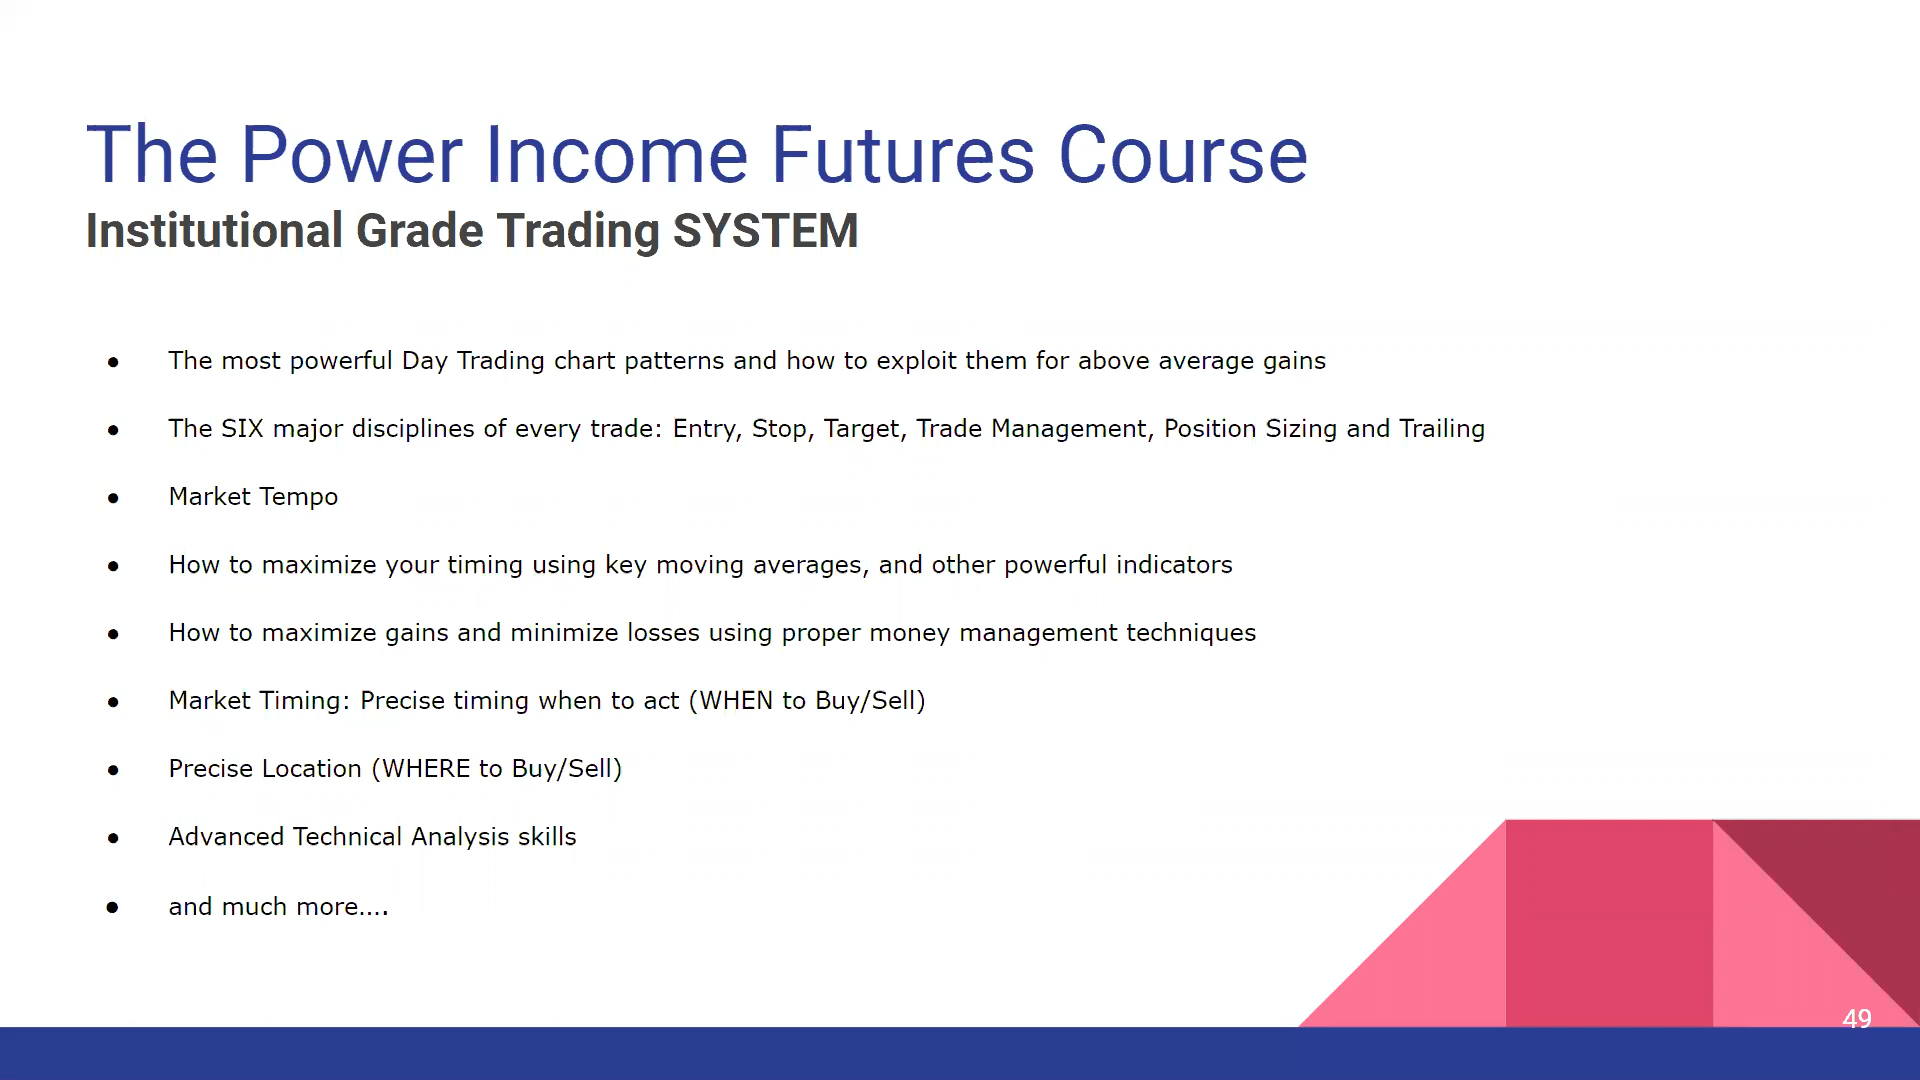 The Power Income Futures Course
Institutional Grade Trading SYSTEM
● The most powerful Day Trading chart patterns and how to exploit them for above average gains
● The SIX major disciplines of every trade: Entry, Stop, Target, Trade Management, Position Sizing and Trailing
● Market Tempo
● How to maximize your timing using key moving averages, and other powerful indicators
● How to maximize gains and minimize losses using proper money management techniques
● Market Timing: Precise timing when to act (WHEN to Buy/Sell)
● Precise Location (WHERE to Buy/Sell)
● Advanced Technical Analysis skills
● and much more....
49